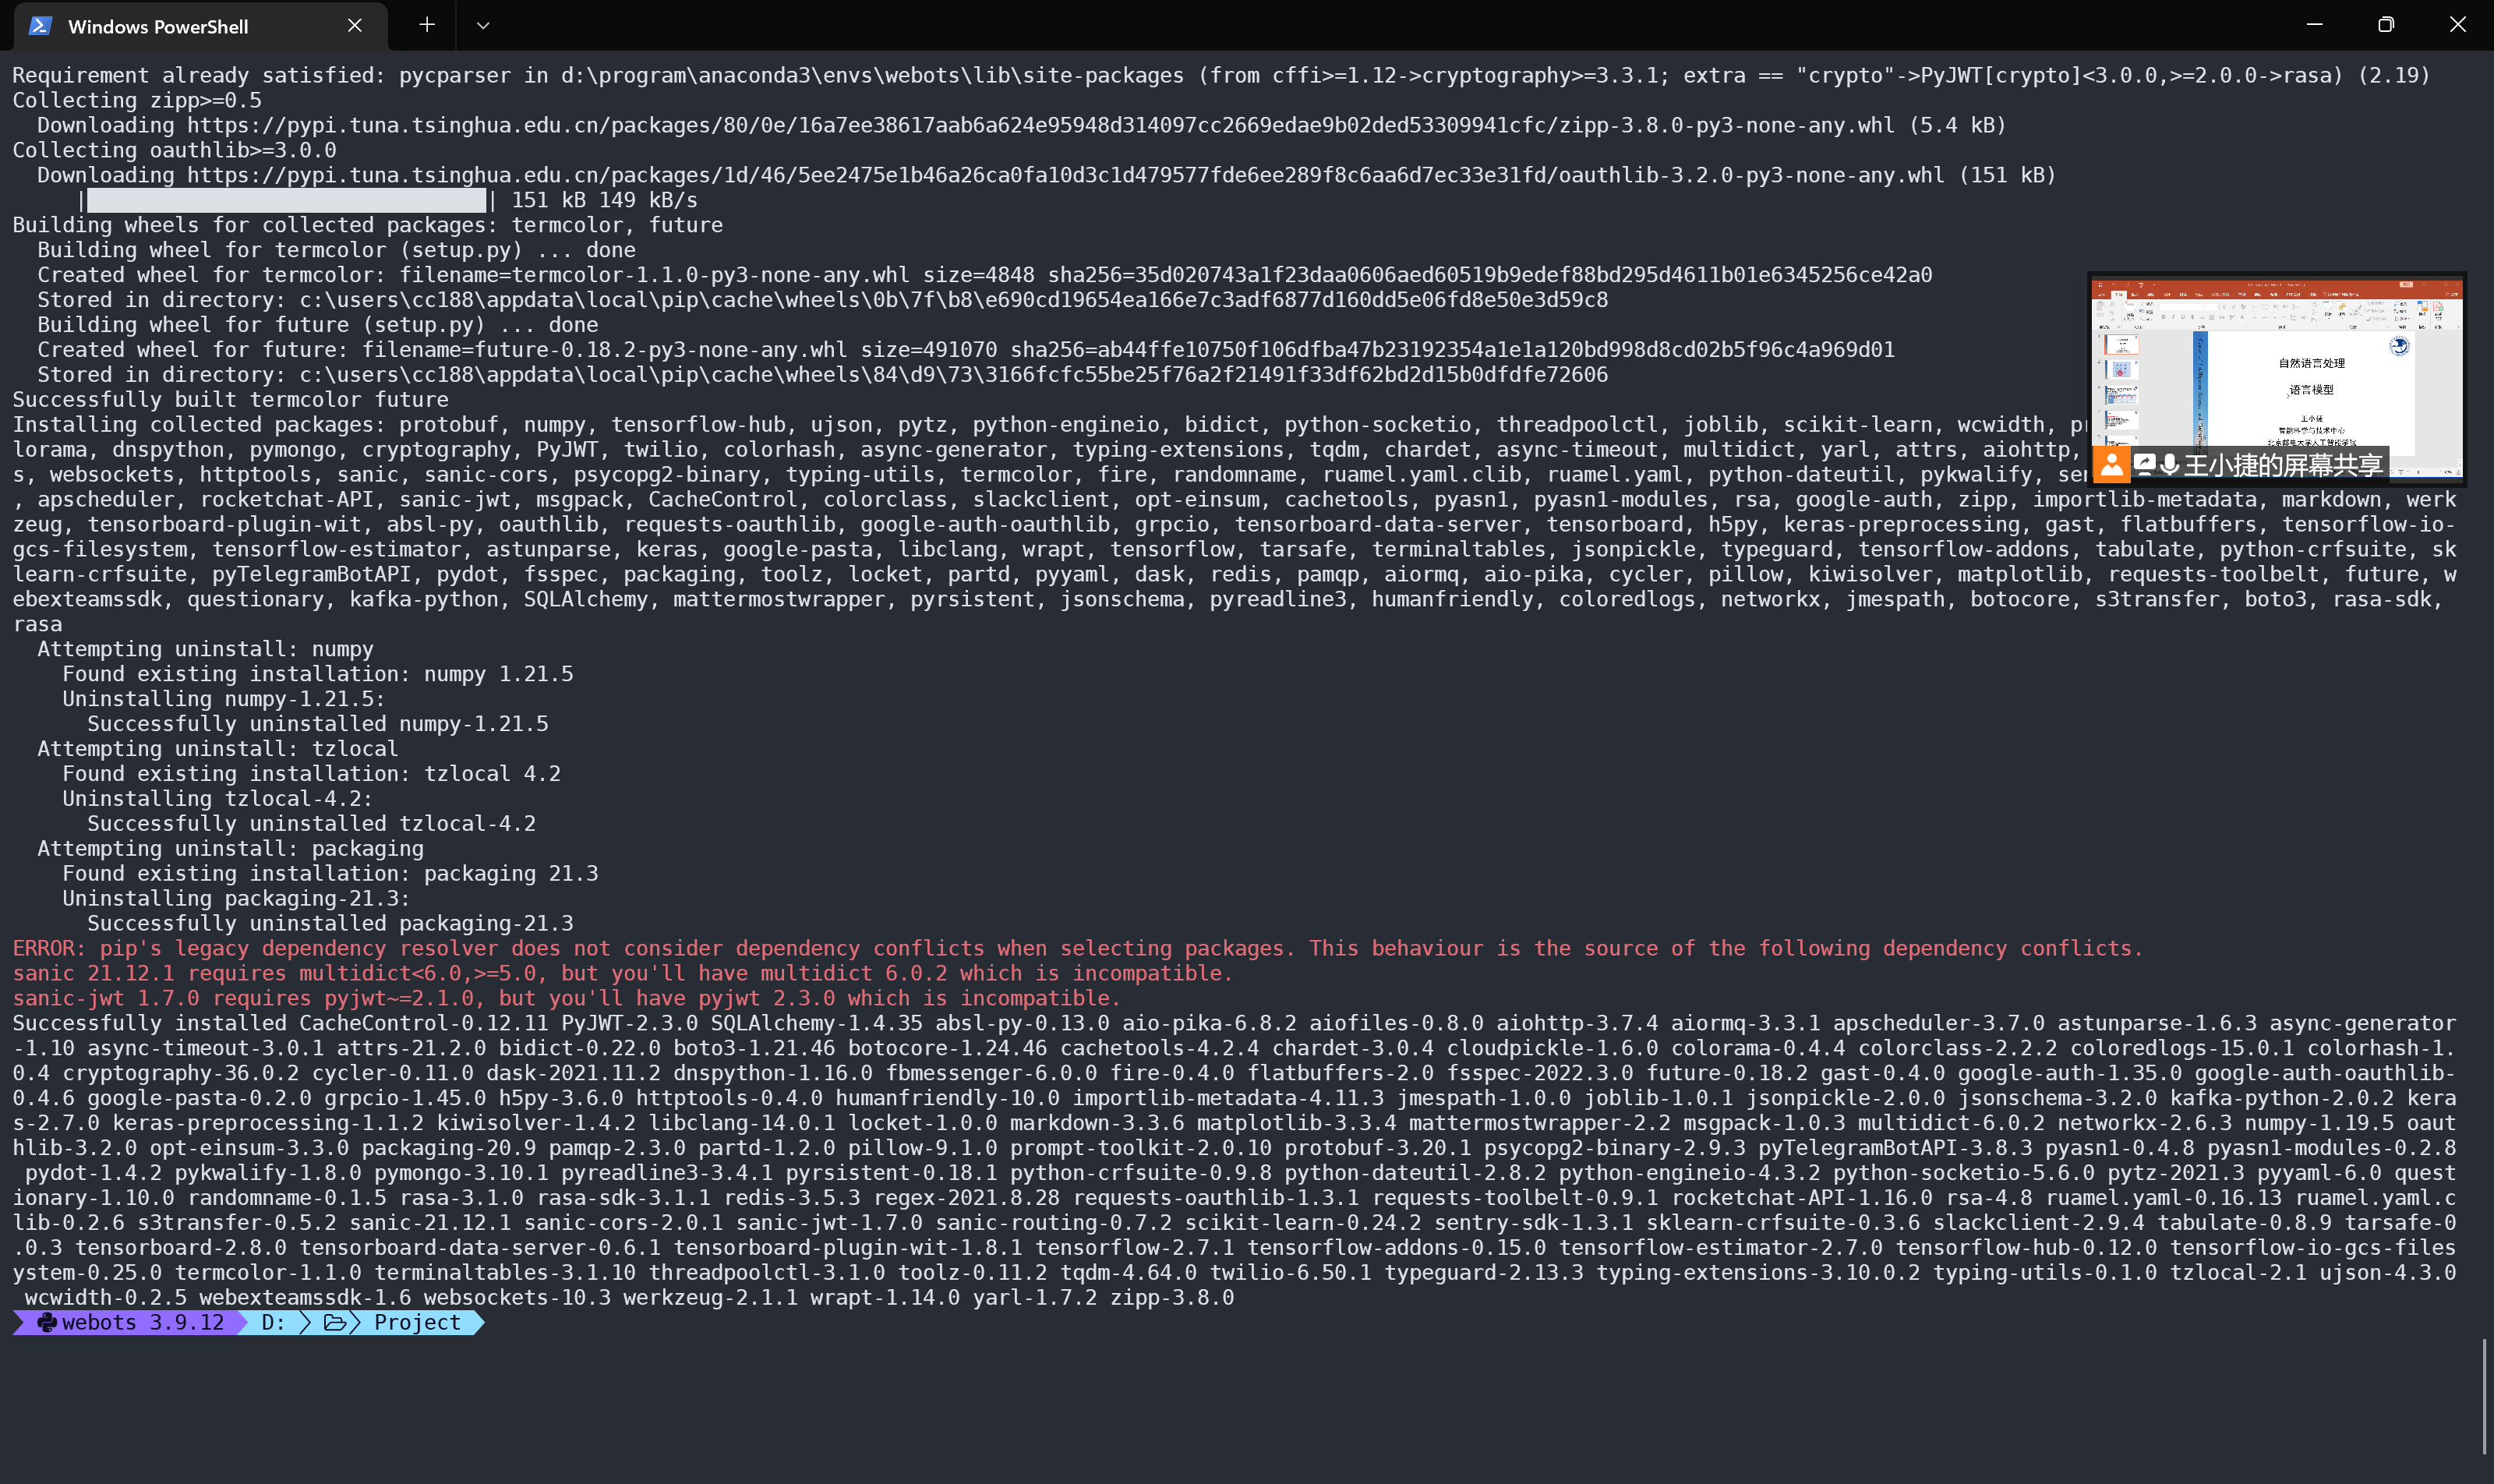 Windows PowerShell
Requirement already satisfied: pycparser in d:\program\anaconda3\envs\webots\lib\site-packages (from cffi>=1.12->cryptography>=3.3.1; extra == "crypto"->PyJWT[crypto]<3.0.0,>=2.0.0->rasa) (2.19)
Collecting zipp>=0.5
  Downloading https://pypi.tuna.tsinghua.edu.cn/packages/80/0e/16a7ee38617aab6a624e95948d314097cc2669edae9b02ded53309941cfc/zipp-3.8.0-py3-none-any.whl (5.4 kB)
Collecting oauthlib>=3.0.0
  Downloading https://pypi.tuna.tsinghua.edu.cn/packages/1d/46/5ee2475e1b46a26ca0fa10d3c1d479577fde6ee289f8c6aa6d7ec33e31fd/oauthlib-3.2.0-py3-none-any.whl (151 kB)
     | | 151 kB 149 kB/s
Building wheels for collected packages: termcolor, future
  Building wheel for termcolor (setup.py) ... done
  Created wheel for termcolor: filename=termcolor-1.1.0-py3-none-any.whl size=4848 sha256=35d020743a1f23daa0606aed60519b9edef88bd295d4611b01e6345256ce42a0
  Stored in directory: c:\users\cc188\appdata\local\pip\cache\wheels\0b\7f\b8\e690cd19654ea166e7c3adf6877d160dd5e06fd8e50e3d59c8
  Building wheel for future (setup.py) ... done
  Created wheel for future: filename=future-0.18.2-py3-none-any.whl size=491070 sha256=ab44ffe10750f106dfba47b23192354a1e1a120bd998d8cd02b5f96c4a969d01
  Stored in directory: c:\users\cc188\appdata\local\pip\cache\wheels\84\d9\73\3166fcfc55be25f76a2f21491f33df62bd2d15b0dfdfe72606
Successfully built termcolor future
Installing collected packages: protobuf, numpy, tensorflow-hub, ujson, pytz, python-engineio, bidict, python-socketio, threadpoolctl, joblib, scikit-learn, wcwidth,
lorama, dnspython, pymongo, cryptography, PyJWT, twilio, colorhash, async-generator, typing-extensions, tqdm, chardet, async-timeout, multidict, yarl, attrs, aiohttp,
s, websockets, httptools, sanic, sanic-cors, psycopg2-binary, typing-utils, termcolor, fire, randomname, ruamel.yaml.clib, ruamel.yaml, python-dateutil, pykwalify,
, apscheduler, rocketchat-API, sanic-jwt, msgpack, CacheControl, colorclass, slackclient, opt-einsum, cachetools, pyasn1, pyasn1-modules, rsa, google-auth, zipp, importlib-metadata, markdown, werk
zeug, tensorboard-plugin-wit, absl-py, oauthlib, requests-oauthlib, google-auth-oauthlib, grpcio, tensorboard-data-server, tensorboard, h5py, keras-preprocessing, gast, flatbuffers, tensorflow-io-
gcs-filesystem, tensorflow-estimator, astunparse, keras, google-pasta, libclang, wrapt, tensorflow, tarsafe, terminaltables, jsonpickle, typeguard, tensorflow-addons, tabulate, python-crfsuite, sk
learn-crfsuite, pyTelegramBotAPI, pydot, fsspec, packaging, toolz, locket, partd, pyyaml, dask, redis, pamqp, aiormq, aio-pika, cycler, pillow, kiwisolver, matplotlib, requests-toolbelt, future, w
ebexteamssdk, questionary, kafka-python, SQLAlchemy, mattermostwrapper, pyrsistent, jsonschema, pyreadline3, humanfriendly, coloredlogs, networkx, jmespath, botocore, s3transfer, boto3, rasa-sdk,
rasa
  Attempting uninstall: numpy
    Found existing installation: numpy 1.21.5
    Uninstalling numpy-1.21.5:
      Successfully uninstalled numpy-1.21.5
  Attempting uninstall: tzlocal
    Found existing installation: tzlocal 4.2
    Uninstalling tzlocal-4.2:
      Successfully uninstalled tzlocal-4.2
  Attempting uninstall: packaging
    Found existing installation: packaging 21.3
    Uninstalling packaging-21.3:
      Successfully uninstalled packaging-21.3
ERROR: pip's legacy dependency resolver does not consider dependency conflicts when selecting packages. This behaviour is the source of the following dependency conflicts.
sanic 21.12.1 requires multidict<6.0,>=5.0, but you'll have multidict 6.0.2 which is incompatible.
sanic-jwt 1.7.0 requires pyjwt~=2.1.0, but you'll have pyjwt 2.3.0 which is incompatible.
Successfully installed CacheControl-0.12.11 PyJWT-2.3.0 SQLAlchemy-1.4.35 absl-py-0.13.0 aio-pika-6.8.2 aiofiles-0.8.0 aiohttp-3.7.4 aiormq-3.3.1 apscheduler-3.7.0 astunparse-1.6.3 async-generator
-1.10 async-timeout-3.0.1 attrs-21.2.0 bidict-0.22.0 boto3-1.21.46 botocore-1.24.46 cachetools-4.2.4 chardet-3.0.4 cloudpickle-1.6.0 colorama-0.4.4 colorclass-2.2.2 coloredlogs-15.0.1 colorhash-1.
0.4 cryptography-36.0.2 cycler-0.11.0 dask-2021.11.2 dnspython-1.16.0 fbmessenger-6.0.0 fire-0.4.0 flatbuffers-2.0 fsspec-2022.3.0 future-0.18.2 gast-0.4.0 google-auth-1.35.0 google-auth-oauthlib-
0.4.6 google-pasta-0.2.0 grpcio-1.45.0 h5py-3.6.0 httptools-0.4.0 humanfriendly-10.0 importlib-metadata-4.11.3 jmespath-1.0.0 joblib-1.0.1 jsonpickle-2.0.0 jsonschema-3.2.0 kafka-python-2.0.2 kera
s-2.7.0 keras-preprocessing-1.1.2 kiwisolver-1.4.2 libclang-14.0.1 locket-1.0.0 markdown-3.3.6 matplotlib-3.3.4 mattermostwrapper-2.2 msgpack-1.0.3 multidict-6.0.2 networkx-2.6.3 numpy-1.19.5 oaut
hlib-3.2.0 opt-einsum-3.3.0 packaging-20.9 pamqp-2.3.0 partd-1.2.0 pillow-9.1.0 prompt-toolkit-2.0.10 protobuf-3.20.1 psycopg2-binary-2.9.3 pyTelegramBotAPI-3.8.3 pyasn1-0.4.8 pyasn1-modules-0.2.8
 pydot-1.4.2 pykwalify-1.8.0 pymongo-3.10.1 pyreadline3-3.4.1 pyrsistent-0.18.1 python-crfsuite-0.9.8 python-dateutil-2.8.2 python-engineio-4.3.2 python-socketio-5.6.0 pytz-2021.3 pyyaml-6.0 quest
ionary-1.10.0 randomname-0.1.5 rasa-3.1.0 rasa-sdk-3.1.1 redis-3.5.3 regex-2021.8.28 requests-oauthlib-1.3.1 requests-toolbelt-0.9.1 rocketchat-API-1.16.0 rsa-4.8 ruamel.yaml-0.16.13 ruamel.yaml.c
lib-0.2.6 s3transfer-0.5.2 sanic-21.12.1 sanic-cors-2.0.1 sanic-jwt-1.7.0 sanic-routing-0.7.2 scikit-learn-0.24.2 sentry-sdk-1.3.1 sklearn-crfsuite-0.3.6 slackclient-2.9.4 tabulate-0.8.9 tarsafe-0
.0.3 tensorboard-2.8.0 tensorboard-data-server-0.6.1 tensorboard-plugin-wit-1.8.1 tensorflow-2.7.1 tensorflow-addons-0.15.0 tensorflow-estimator-2.7.0 tensorflow-hub-0.12.0 tensorflow-io-gcs-files
ystem-0.25.0 termcolor-1.1.0 terminaltables-3.1.10 threadpoolctl-3.1.0 toolz-0.11.2 tqdm-4.64.0 twilio-6.50.1 typeguard-2.13.3 typing-extensions-3.10.0.2 typing-utils-0.1.0 tzlocal-2.1 ujson-4.3.0
 wcwidth-0.2.5 webexteamssdk-1.6 websockets-10.3 werkzeug-2.1.1 wrapt-1.14.0 yarl-1.7.2 zipp-3.8.0
webots 3.9.12 D: Project
自然语言处理
语言模型
王小捷
智能科学与技术中心
北京邮电大学人工智能学院
王小捷的屏幕共享